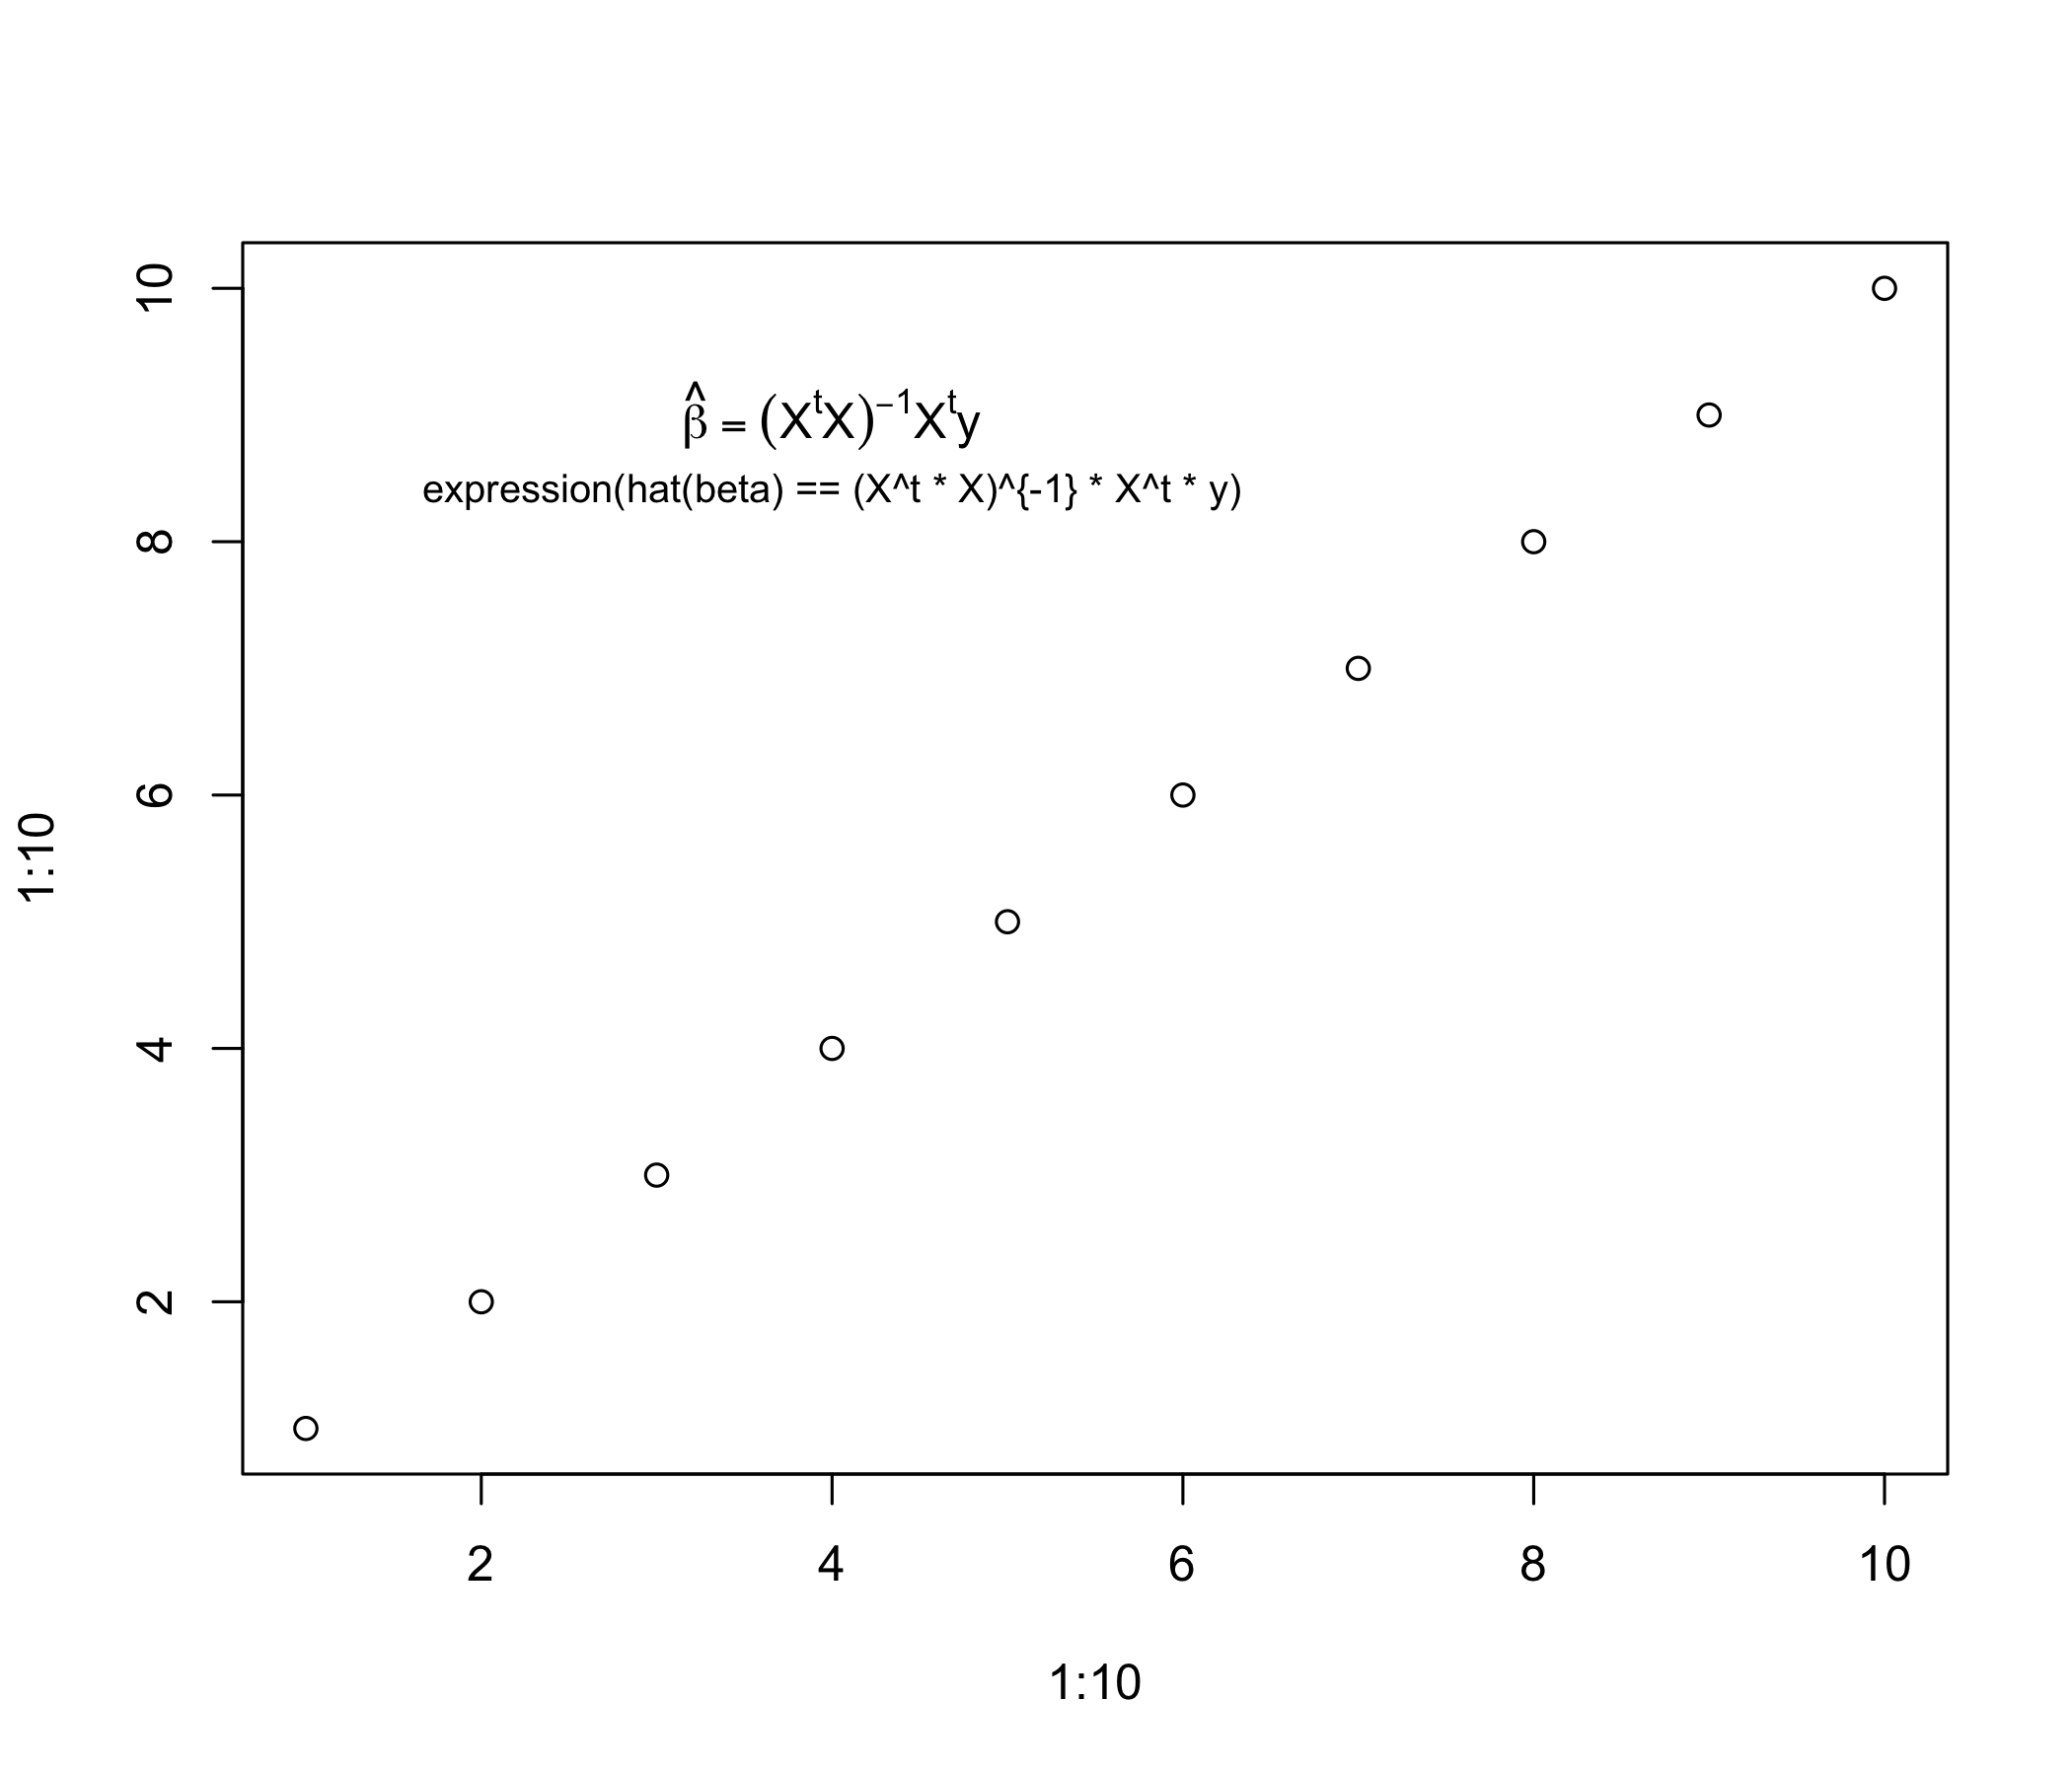 10
β̂ = (XᵗX)⁻¹Xᵗy
expression(hat(beta) == (X^t * X)^{-1} * X^t * y)
8
6
1:10
4
2
2 4 6 8 10
1:10